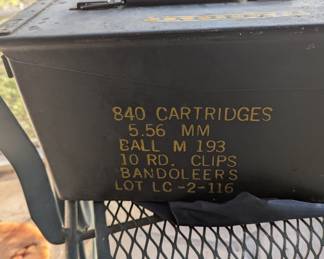 840 CARTRIDGES
5.56 MM
BALL M 193
10 RD. CLIPS
BANDOLEERS
LOT LC-2-116